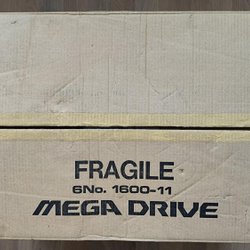 FRAGILE
6No. 1600-11
MEGA DRIVE